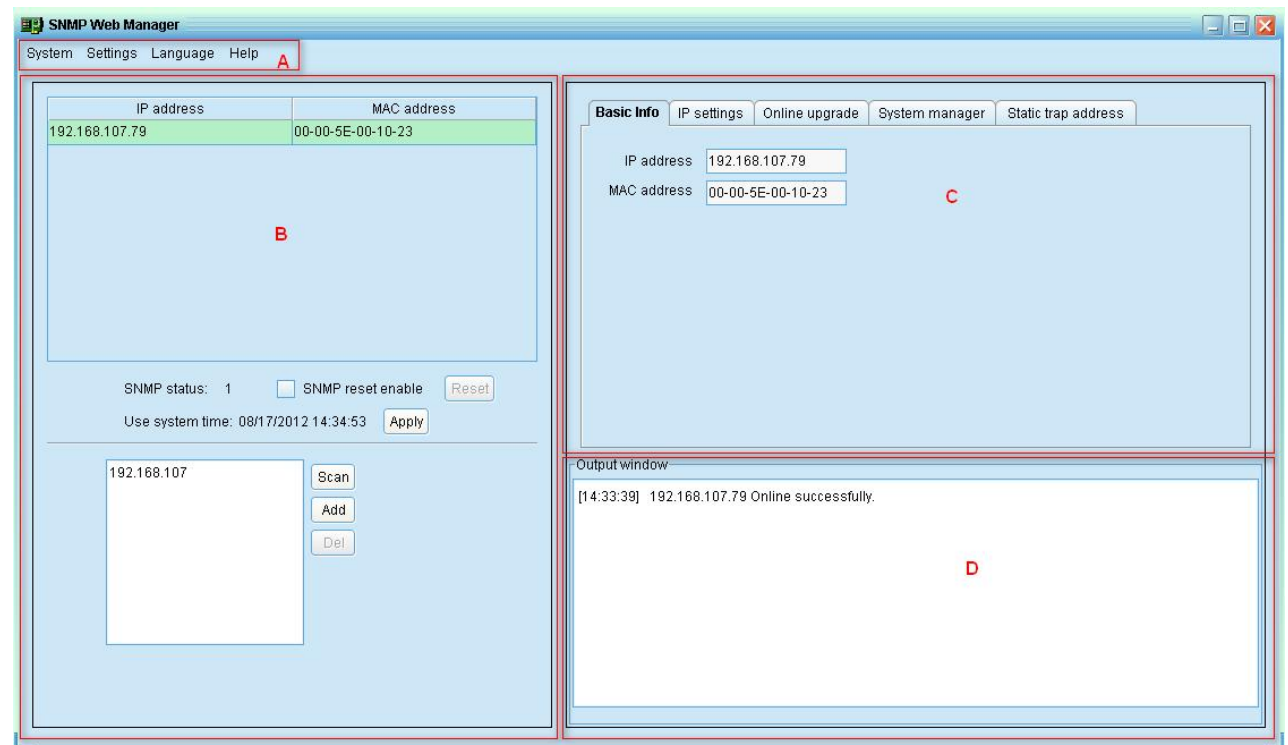 SNMP Web Manager
System Settings Language Help
A
IP address MAC address
192.168.107.79 00-00-5E-00-10-23
B
SNMP status: 1 SNMP reset enable Reset
Use system time: 08/17/2012 14:34:53 Apply
192.168.107
Scan
Add
Del
Basic Info IP settings Online upgrade System manager Static trap address
IP address 192.168.107.79
MAC address 00-00-5E-00-10-23
C
Output window
[14:33:39] 192.168.107.79 Online successfully.
D